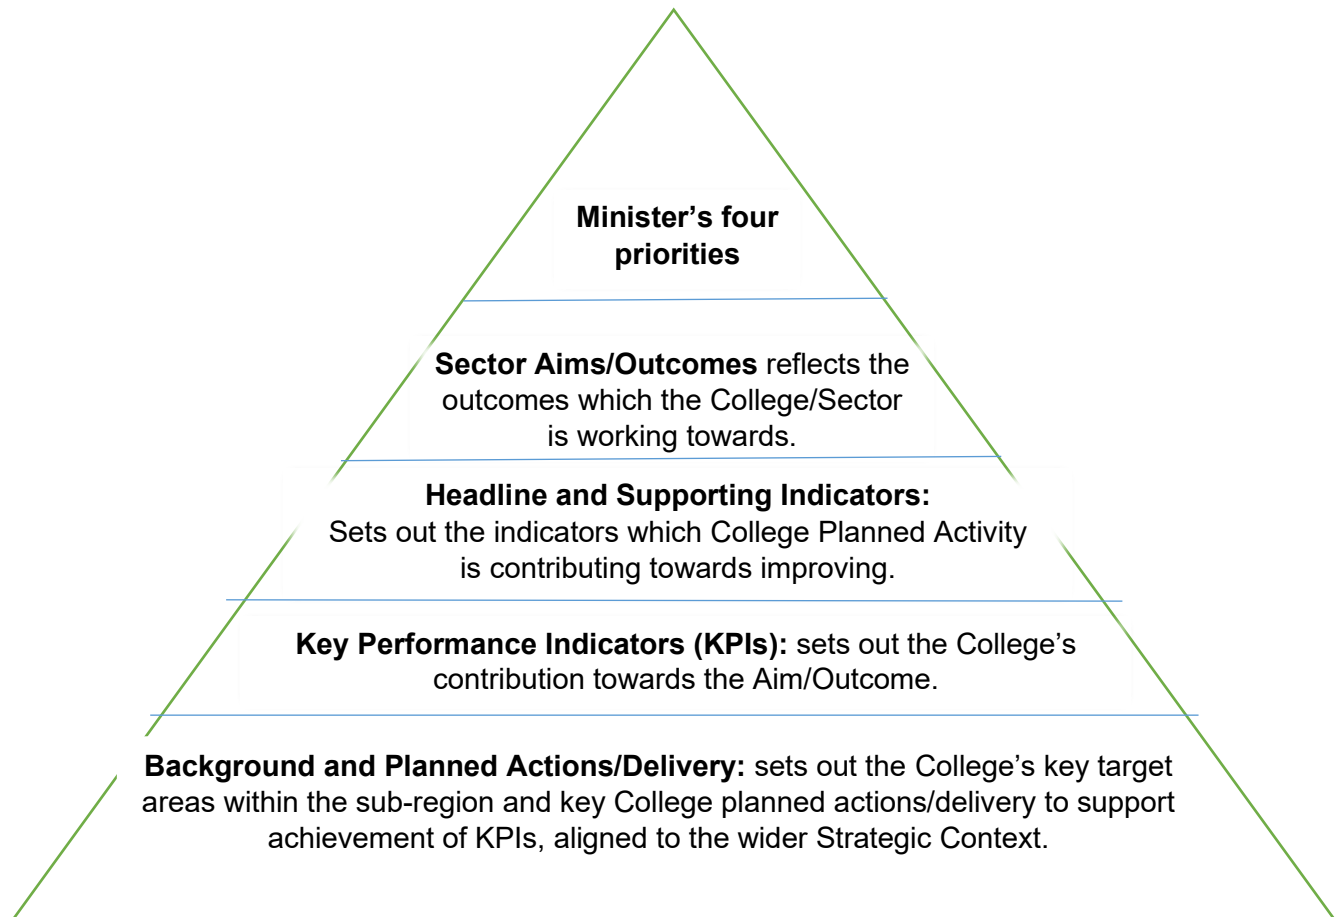 Minister’s four
priorities
Sector Aims/Outcomes reflects the
outcomes which the College/Sector
is working towards.
Headline and Supporting Indicators:
Sets out the indicators which College Planned Activity
is contributing towards improving.
Key Performance Indicators (KPIs): sets out the College’s
contribution towards the Aim/Outcome.
Background and Planned Actions/Delivery: sets out the College’s key target
areas within the sub-region and key College planned actions/delivery to support
achievement of KPIs, aligned to the wider Strategic Context.